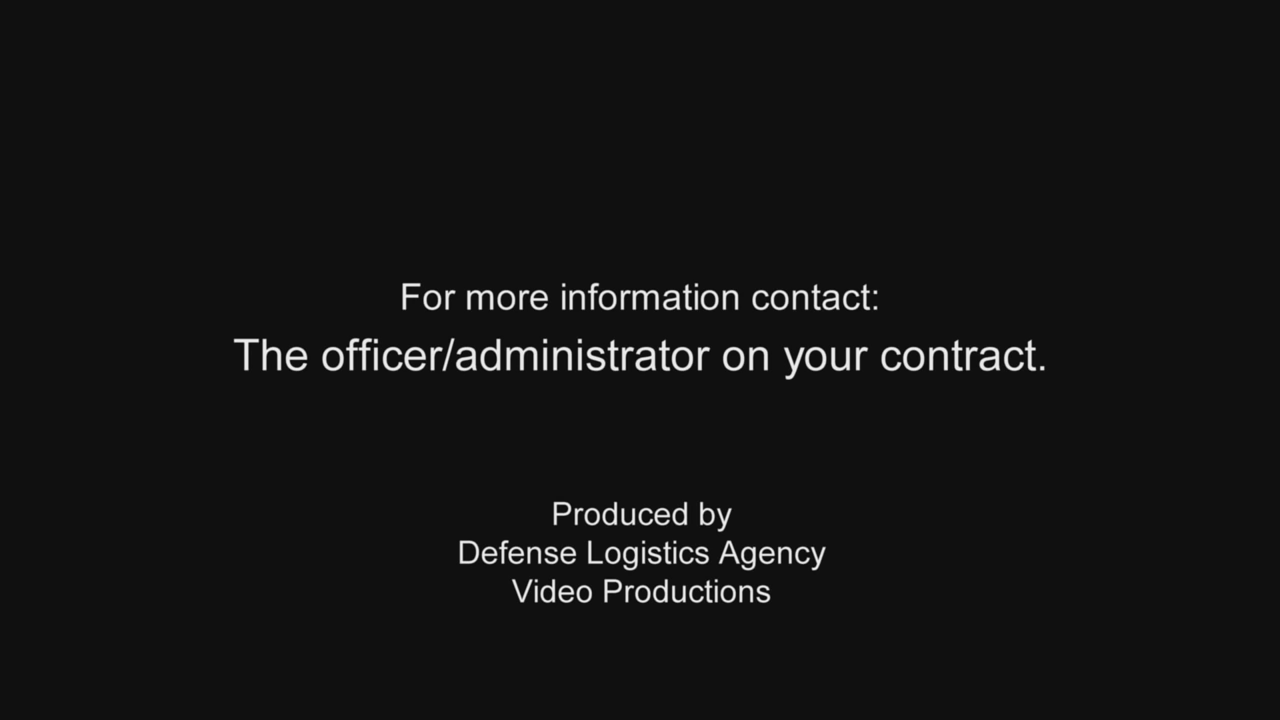 For more information contact:
The officer/administrator on your contract.
Produced by
Defense Logistics Agency
Video Productions